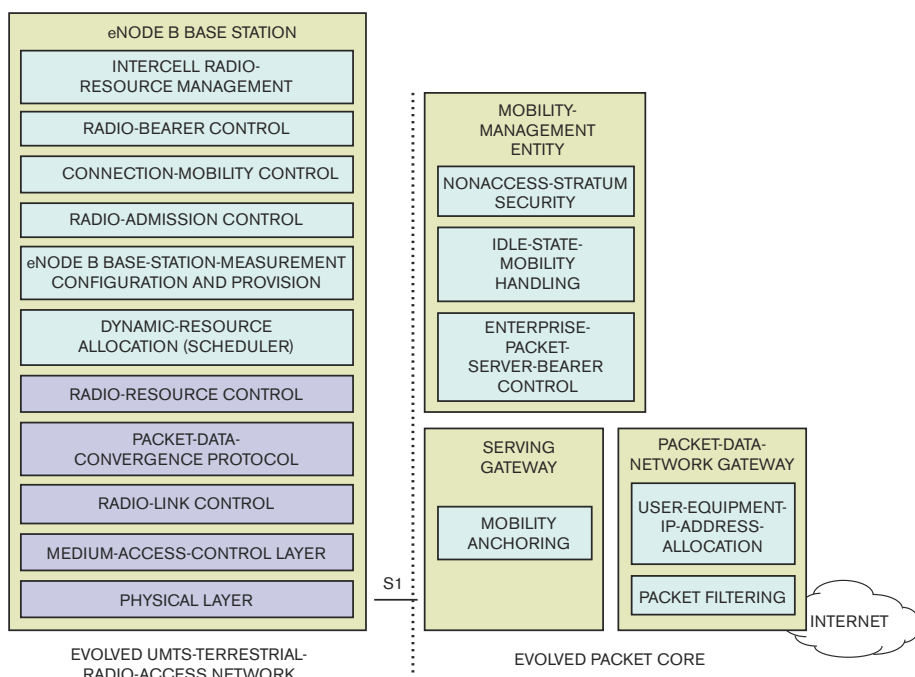 eNODE B BASE STATION
INTERCELL RADIO-
RESOURCE MANAGEMENT
RADIO-BEARER CONTROL
CONNECTION-MOBILITY CONTROL
RADIO-ADMISSION CONTROL
eNODE B BASE-STATION-MEASUREMENT
CONFIGURATION AND PROVISION
DYNAMIC-RESOURCE
ALLOCATION (SCHEDULER)
RADIO-RESOURCE CONTROL
PACKET-DATA-
CONVERGENCE PROTOCOL
RADIO-LINK CONTROL
MEDIUM-ACCESS-CONTROL LAYER
PHYSICAL LAYER
EVOLVED UMTS-TERRESTRIAL-
RADIO-ACCESS NETWORK
S1
MOBILITY-
MANAGEMENT
ENTITY
NONACCESS-STRATUM
SECURITY
IDLE-STATE-
MOBILITY
HANDLING
ENTERPRISE-
PACKET-
SERVER-BEARER
CONTROL
SERVING
GATEWAY
MOBILITY
ANCHORING
PACKET-DATA-
NETWORK GATEWAY
USER-EQUIPMENT-
IP-ADDRESS-
ALLOCATION
PACKET FILTERING
INTERNET
EVOLVED PACKET CORE